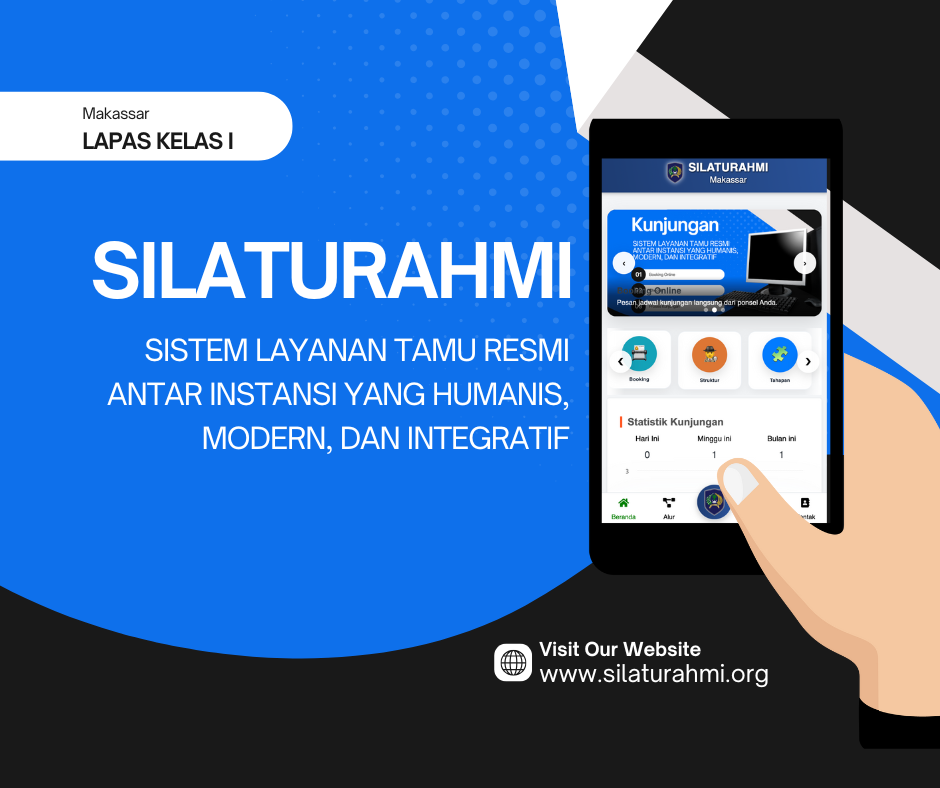 Makassar
LAPAS KELAS I
SILATURAHMI
SISTEM LAYANAN TAMU RESMI
ANTAR INSTANSI YANG HUMANIS,
MODERN, DAN INTEGRATIF
SILATURAHMI
Makassar
Kunjungan
SISTEM LAYANAN TAMU RESMI
ANTAR INSTANSI YANG HUMANIS,
MODERN, DAN INTEGRATIF
‹
›
01 Booking Online
Online
Pesan jadwal kunjungan langsung dari ponsel Anda.
‹
›
Booking Struktur Tahapan
Statistik Kunjungan
Hari Ini Minggu ini Bulan ini
0 1 1
3
Beranda Alur ntak
Visit Our Website
www.silaturahmi.org